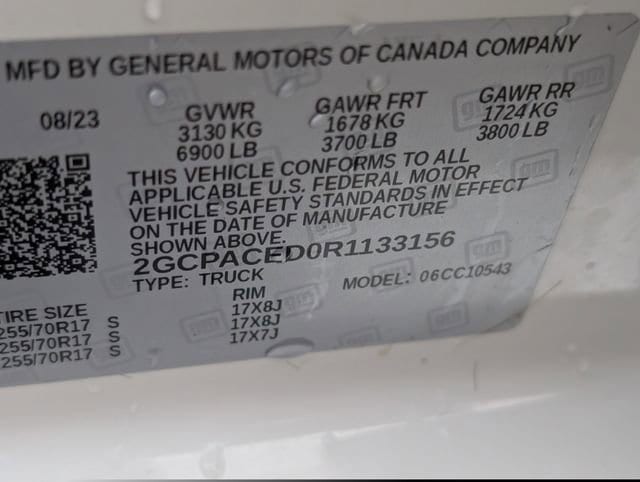 MFD BY GENERAL MOTORS OF CANADA COMPANY
08/23 GVWR GAWR FRT GAWR RR
3130 KG 1678 KG 1724 KG
6900 LB 3700 LB 3800 LB
THIS VEHICLE CONFORMS TO ALL
APPLICABLE U.S. FEDERAL MOTOR
VEHICLE SAFETY STANDARDS IN EFFECT
ON THE DATE OF MANUFACTURE
SHOWN ABOVE.
2GCPACED0R1133156
TYPE: TRUCK MODEL: 06CC10543
TIRE SIZE RIM
255/70R17 S 17X8J
255/70R17 S 17X8J
255/70R17 S 17X7J
gm